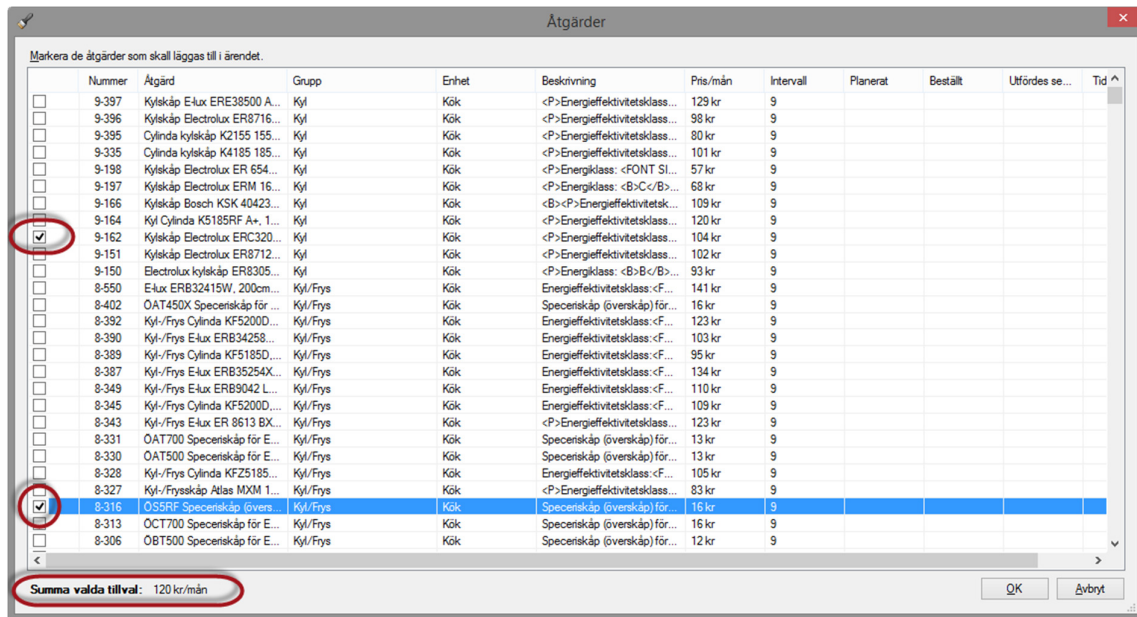 Åtgärder
Markera de åtgärder som skall läggas till i ärendet.
Nummer Åtgärd Grupp Enhet Beskrivning Pris/mån Intervall Planerat Beställt Utfördes se... Tid
9-397 Kylskåp E-lux ERE38500 A... Kyl Kök <P>Energieffektivitetsklass... 129 kr 9
9-396 Kylskåp Electrolux ER8716... Kyl Kök <P>Energieffektivitetsklass... 98 kr 9
9-395 Cylinda kylskåp K2155 155... Kyl Kök <P>Energieffektivitetsklass... 80 kr 9
9-335 Cylinda kylskåp K4185 185... Kyl Kök <P>Energieffektivitetsklass... 101 kr 9
9-198 Kylskåp Electrolux ER 654... Kyl Kök <P>Energiklass: <FONT SI... 57 kr 9
9-197 Kylskåp Electrolux ERM 16... Kyl Kök <P>Energiklass: <B>C</B>... 68 kr 9
9-166 Kylskåp Bosch KSK 40423... Kyl Kök <B><P>Energieffektivitetsk... 109 kr 9
9-164 Kyl Cylinda K5185RF A+, 1... Kyl Kök <P>Energieffektivitetsklass... 120 kr 9
9-162 Kylskåp Electrolux ERC320... Kyl Kök <P>Energieffektivitetsklass... 104 kr 9
9-151 Kylskåp Electrolux ER8712... Kyl Kök <P>Energieffektivitetsklass... 102 kr 9
9-150 Electrolux kylskåp ER8305... Kyl Kök <P>Energiklass: <B>B</B>... 93 kr 9
8-550 E-lux ERB32415W, 200cm... Kyl/Frys Kök Energieffektivitetsklass:<F... 141 kr 9
8-402 ÖAT450X Speceriskåp för ... Kyl/Frys Kök Speceriskåp (överskåp) för... 16 kr 9
8-392 Kyl-/Frys Cylinda KF5200D... Kyl/Frys Kök Energieffektivitetsklass:<F... 123 kr 9
8-390 Kyl-/Frys E-lux ERB34258... Kyl/Frys Kök Energieffektivitetsklass:<F... 103 kr 9
8-389 Kyl-/Frys Cylinda KF5185D,... Kyl/Frys Kök Energieffektivitetsklass:<F... 95 kr 9
8-387 Kyl-/Frys E-lux ERB35254X... Kyl/Frys Kök Energieffektivitetsklass:<F... 134 kr 9
8-349 Kyl-/Frys E-lux ERB9042 L... Kyl/Frys Kök Energieffektivitetsklass:<F... 110 kr 9
8-345 Kyl-/Frys Cylinda KF5200D,... Kyl/Frys Kök Energieffektivitetsklass:<F... 109 kr 9
8-343 Kyl-/Frys E-lux ER 8613 BX... Kyl/Frys Kök <P>Energieffektivitetsklass... 123 kr 9
8-331 ÖAT700 Speceriskåp för E... Kyl/Frys Kök Speceriskåp (överskåp) för... 13 kr 9
8-330 ÖAT500 Speceriskåp för E... Kyl/Frys Kök Speceriskåp (överskåp) för... 13 kr 9
8-328 Kyl-/Frys Cylinda KFZ5185... Kyl/Frys Kök Energieffektivitetsklass:<F... 105 kr 9
8-327 Kyl-/Frysskåp Atlas MXM 1... Kyl/Frys Kök <P>Energieffektivitetsklass... 83 kr 9
8-316 ÖS5RF Speceriskåp (övers... Kyl/Frys Kök Speceriskåp (överskåp) för... 16 kr 9
8-313 ÖCT700 Speceriskåp för E... Kyl/Frys Kök Speceriskåp (överskåp) för... 16 kr 9
8-306 ÖBT500 Speceriskåp för E... Kyl/Frys Kök Speceriskåp (överskåp) för... 12 kr 9
Summa valda tillval: 120 kr/mån OK Avbryt